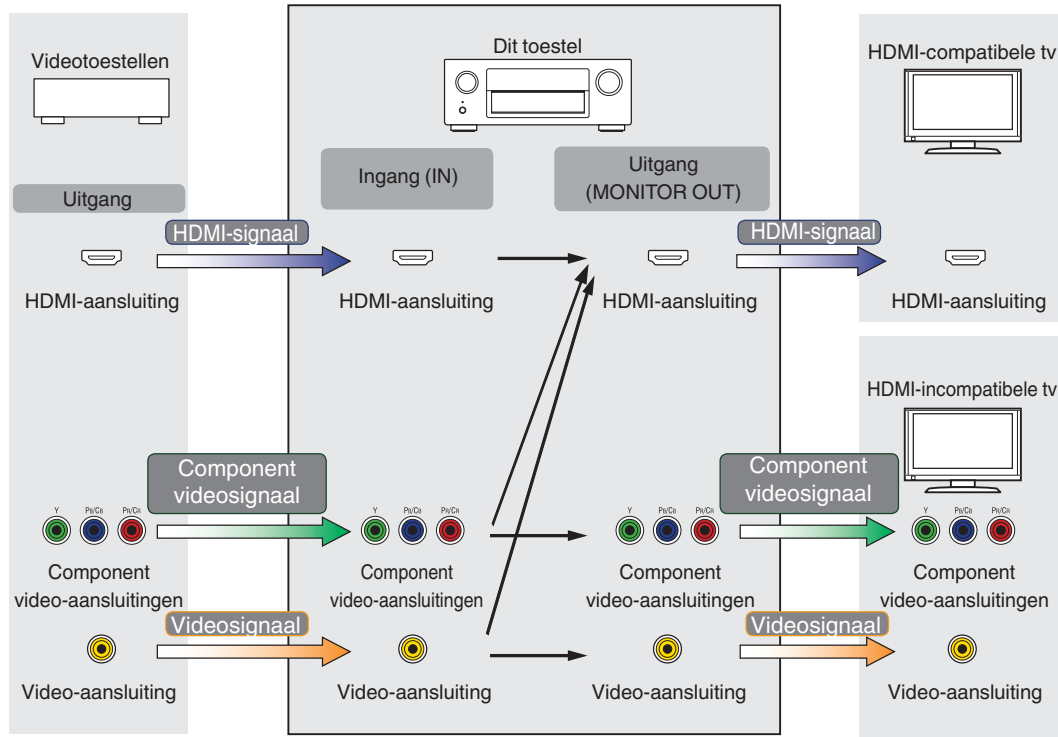 Videotoestellen
Dit toestel
HDMI-compatibele tv
Uitgang
Ingang (IN)
Uitgang
(MONITOR OUT)
HDMI-signaal
HDMI-signaal
HDMI-aansluiting
HDMI-aansluiting
HDMI-aansluiting
HDMI-aansluiting
HDMI-incompatibele tv
Component
videosignaal
Component
videosignaal
Y PB/CB PR/CR
Y PB/CB PR/CR
Y PB/CB PR/CR
Y PB/CB PR/CR
Component
video-aansluitingen
Component
video-aansluitingen
Component
video-aansluitingen
Component
video-aansluitingen
Videosignaal
Videosignaal
Video-aansluiting
Video-aansluiting
Video-aansluiting
Video-aansluiting